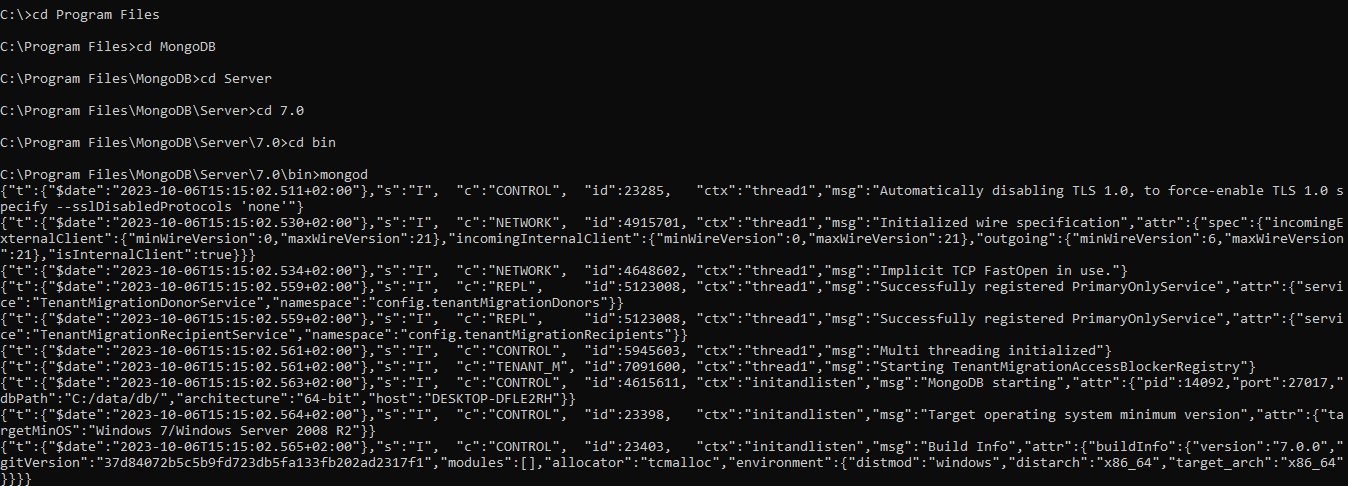 C:\>cd Program Files
C:\Program Files>cd MongoDB
C:\Program Files\MongoDB>cd Server
C:\Program Files\MongoDB\Server>cd 7.0
C:\Program Files\MongoDB\Server\7.0>cd bin
C:\Program Files\MongoDB\Server\7.0\bin>mongod
{"t":{"$date":"2023-10-06T15:15:02.511+02:00"},"s":"I",  "c":"CONTROL",  "id":23285,   "ctx":"thread1","msg":"Automatically disabling TLS 1.0, to force-enable TLS 1.0 s
pecify --sslDisabledProtocols 'none'"}
{"t":{"$date":"2023-10-06T15:15:02.530+02:00"},"s":"I",  "c":"NETWORK",  "id":4915701, "ctx":"thread1","msg":"Initialized wire specification","attr":{"spec":{"incomingE
xternalClient":{"minWireVersion":0,"maxWireVersion":21},"incomingInternalClient":{"minWireVersion":0,"maxWireVersion":21},"outgoing":{"minWireVersion":6,"maxWireVersion
":21},"isInternalClient":true}}}
{"t":{"$date":"2023-10-06T15:15:02.534+02:00"},"s":"I",  "c":"NETWORK",  "id":4648602, "ctx":"thread1","msg":"Implicit TCP FastOpen in use."}
{"t":{"$date":"2023-10-06T15:15:02.559+02:00"},"s":"I",  "c":"REPL",     "id":5123008, "ctx":"thread1","msg":"Successfully registered PrimaryOnlyService","attr":{"servi
ce":"TenantMigrationDonorService","namespace":"config.tenantMigrationDonors"}}
{"t":{"$date":"2023-10-06T15:15:02.559+02:00"},"s":"I",  "c":"REPL",     "id":5123008, "ctx":"thread1","msg":"Successfully registered PrimaryOnlyService","attr":{"servi
ce":"TenantMigrationRecipientService","namespace":"config.tenantMigrationRecipients"}}
{"t":{"$date":"2023-10-06T15:15:02.561+02:00"},"s":"I",  "c":"CONTROL",  "id":5945603, "ctx":"thread1","msg":"Multi threading initialized"}
{"t":{"$date":"2023-10-06T15:15:02.561+02:00"},"s":"I",  "c":"TENANT_M", "id":7091600, "ctx":"thread1","msg":"Starting TenantMigrationAccessBlockerRegistry"}
{"t":{"$date":"2023-10-06T15:15:02.563+02:00"},"s":"I",  "c":"CONTROL",  "id":4615611, "ctx":"initandlisten","msg":"MongoDB starting","attr":{"pid":14092,"port":27017,"
dbPath":"C:/data/db/","architecture":"64-bit","host":"DESKTOP-DFLE2RH"}}
{"t":{"$date":"2023-10-06T15:15:02.564+02:00"},"s":"I",  "c":"CONTROL",  "id":23398,   "ctx":"initandlisten","msg":"Target operating system minimum version","attr":{"ta
rgetMinOS":"Windows 7/Windows Server 2008 R2"}}
{"t":{"$date":"2023-10-06T15:15:02.565+02:00"},"s":"I",  "c":"CONTROL",  "id":23403,   "ctx":"initandlisten","msg":"Build Info","attr":{"buildInfo":{"version":"7.0.0","
gitVersion":"37d84072b5c5b9fd723db5fa133fb202ad2317f1","modules":[],"allocator":"tcmalloc","environment":{"distmod":"windows","distarch":"x86_64","target_arch":"x86_64"
}}}}